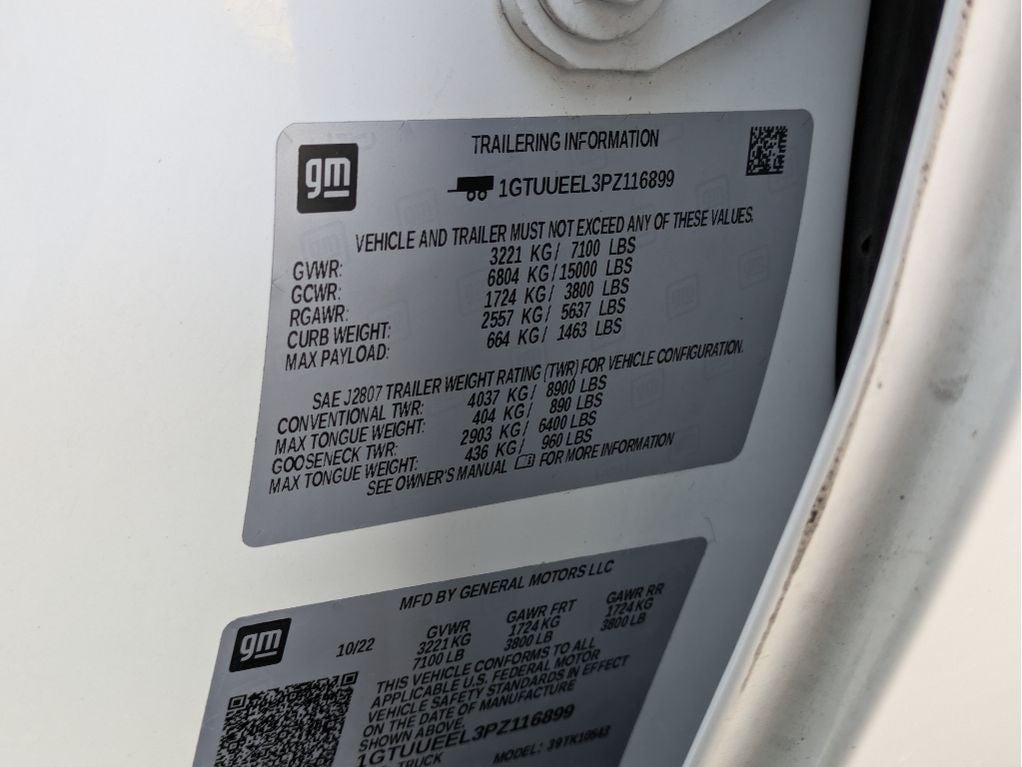 gm
TRAILERING INFORMATION
1GTUUEEL3PZ116899
VEHICLE AND TRAILER MUST NOT EXCEED ANY OF THESE VALUES.
GVWR: 3221 KG/ 7100 LBS
GCWR: 6804 KG/ 15000 LBS
RGAWR: 1724 KG/ 3800 LBS
CURB WEIGHT: 2557 KG/ 5637 LBS
MAX PAYLOAD: 664 KG/ 1463 LBS
SAE J2807 TRAILER WEIGHT RATING (TWR) FOR VEHICLE CONFIGURATION.
CONVENTIONAL TWR: 4037 KG/ 8900 LBS
MAX TONGUE WEIGHT: 404 KG/ 890 LBS
GOOSENECK TWR: 2903 KG/ 6400 LBS
MAX TONGUE WEIGHT: 436 KG/ 960 LBS
SEE OWNER'S MANUAL FOR MORE INFORMATION
gm
MFD BY GENERAL MOTORS LLC
10/22 GVWR GAWR FRT GAWR RR
3221 KG 1724 KG 1724 KG
7100 LB 3800 LB 3800 LB
THIS VEHICLE CONFORMS TO ALL
APPLICABLE U.S. FEDERAL MOTOR
VEHICLE SAFETY STANDARDS IN EFFECT
ON THE DATE OF MANUFACTURE
SHOWN ABOVE.
1GTUUEEL3PZ116899
TRUCK MODEL: